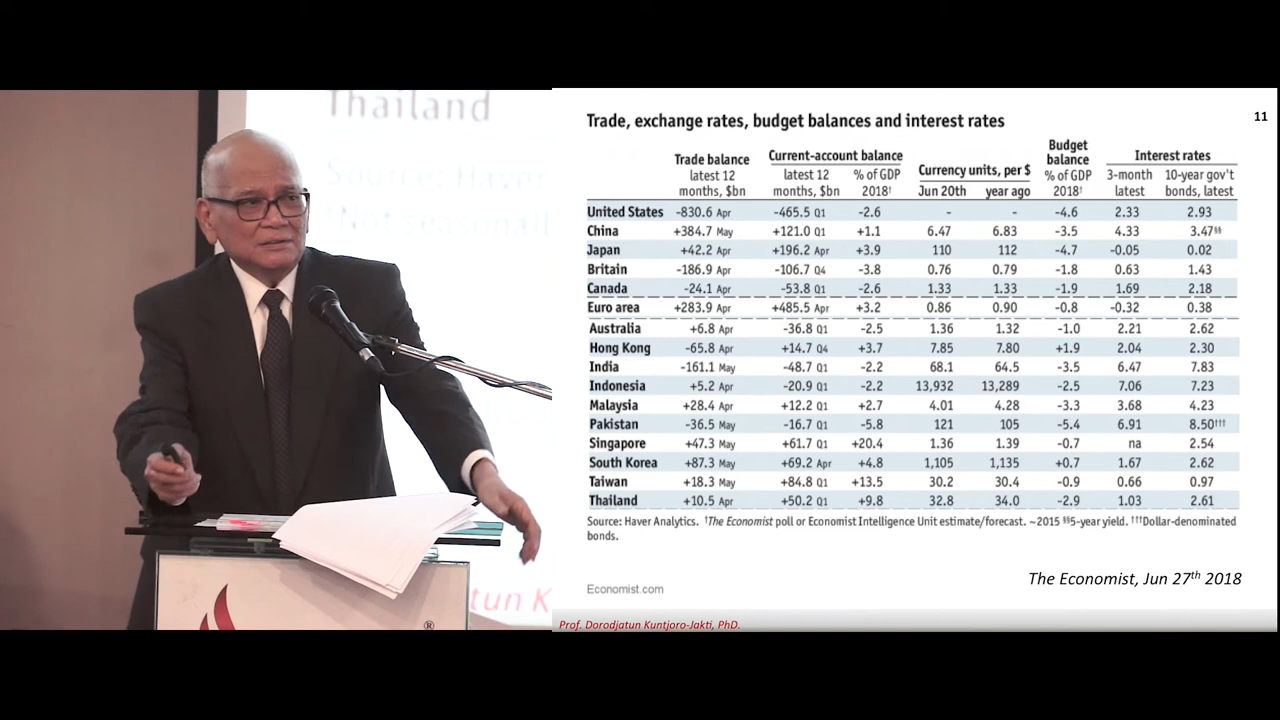 Thailand
Source: Haver
Not seasonall
tun K
®
11
Trade, exchange rates, budget balances and interest rates
Trade balance Current-account balance Currency units, per $ Budget balance Interest rates
latest 12 months, $bn latest 12 months, $bn % of GDP 2018† Jun 20th year ago % of GDP 2018† 3-month latest 10-year gov't bonds, latest
United States -830.6 Apr -465.5 Q1 -2.6 - - -4.6 2.33 2.93
China +384.7 May +121.0 Q1 +1.1 6.47 6.83 -3.5 4.33 3.47§§
Japan +42.2 Apr +196.2 Apr +3.9 110 112 -4.7 -0.05 0.02
Britain -186.9 Apr -106.7 Q4 -3.8 0.76 0.79 -1.8 0.63 1.43
Canada -24.1 Apr -53.8 Q1 -2.6 1.33 1.33 -1.9 1.69 2.18
Euro area +283.9 Apr +485.5 Apr +3.2 0.86 0.90 -0.8 -0.32 0.38
Australia +6.8 Apr -36.8 Q1 -2.5 1.36 1.32 -1.0 2.21 2.62
Hong Kong -65.8 Apr +14.7 Q4 +3.7 7.85 7.80 +1.9 2.04 2.30
India -161.1 May -48.7 Q1 -2.2 68.1 64.5 -3.5 6.47 7.83
Indonesia +5.2 Apr -20.9 Q1 -2.2 13,932 13,289 -2.5 7.06 7.23
Malaysia +28.4 Apr +12.2 Q1 +2.7 4.01 4.28 -3.3 3.68 4.23
Pakistan -36.5 May -16.7 Q1 -5.8 121 105 -5.4 6.91 8.50†††
Singapore +47.3 May +61.7 Q1 +20.4 1.36 1.39 -0.7 na 2.54
South Korea +87.3 May +69.2 Apr +4.8 1,105 1,135 +0.7 1.67 2.62
Taiwan +18.3 May +84.8 Q1 +13.5 30.2 30.4 -0.9 0.66 0.97
Thailand +10.5 Apr +50.2 Q1 +9.8 32.8 34.0 -2.9 1.03 2.61
Source: Haver Analytics. †The Economist poll or Economist Intelligence Unit estimate/forecast. ~2015 §§5-year yield. †††Dollar-denominated
bonds.
The Economist, Jun 27th 2018
Economist.com
Prof. Dorodjatun Kuntjoro-Jakti, PhD.